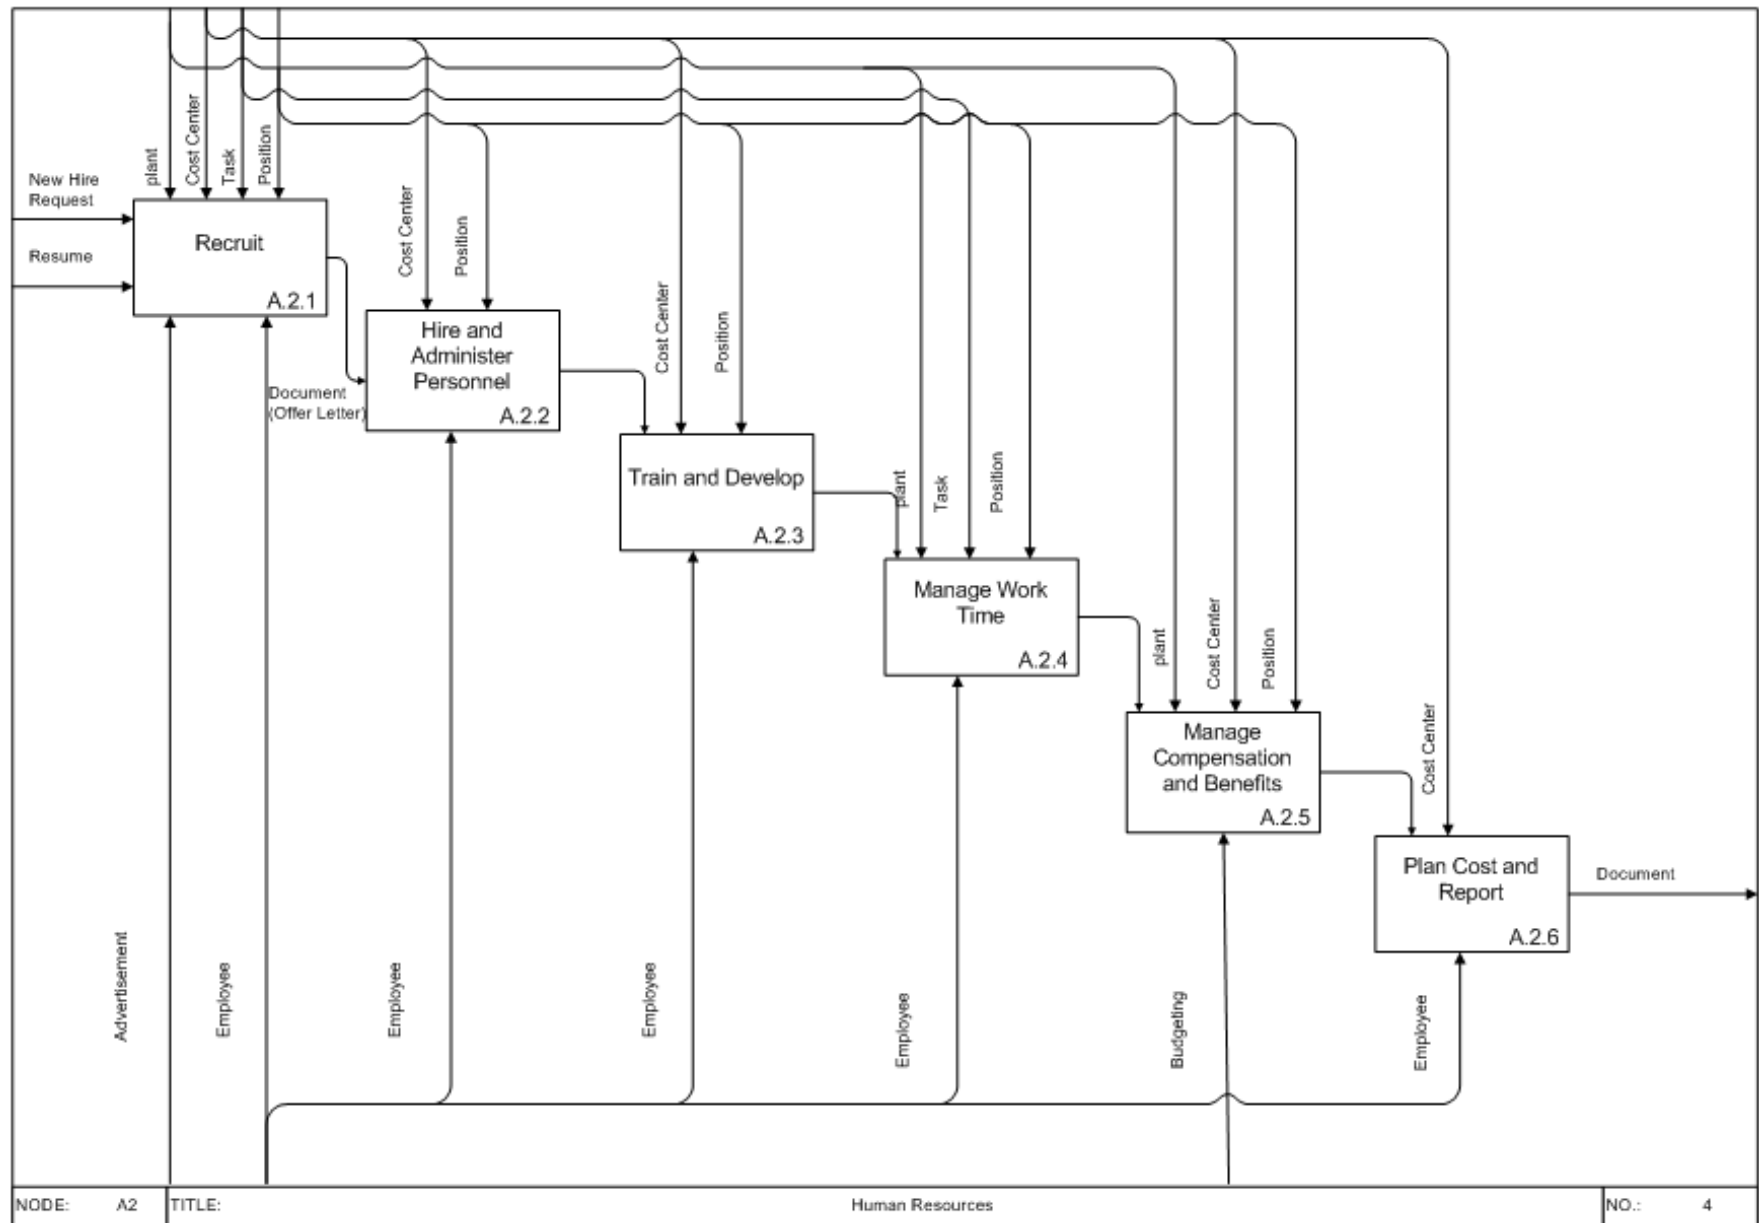 plant
Cost Center
Task
Position
New Hire
Request
Resume
Recruit
A.2.1
Cost Center
Position
Hire and
Administer
Personnel
A.2.2
Document
(Offer Letter)
Cost Center
Position
Train and Develop
A.2.3
plant
Task
Position
Manage Work
Time
A.2.4
plant
Cost Center
Position
Manage
Compensation
and Benefits
A.2.5
Cost Center
Plan Cost and
Report
A.2.6
Document
Advertisement
Employee
Employee
Employee
Employee
Budgeting
Employee
NODE: A2 TITLE: Human Resources NO.: 4